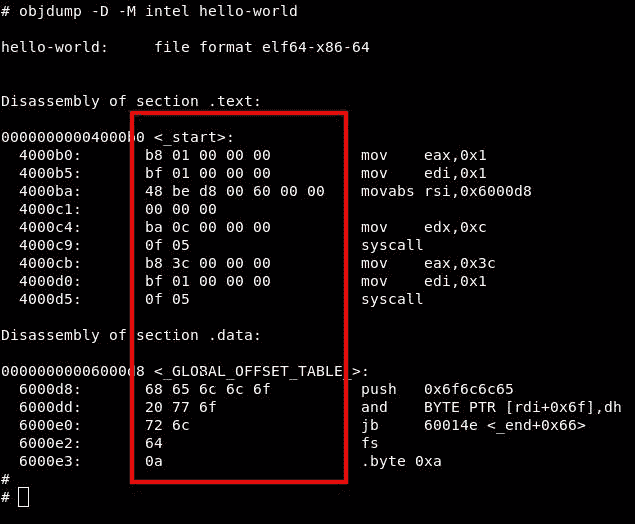 # objdump -D -M intel hello-world
hello-world:     file format elf64-x86-64
Disassembly of section .text:
00000000004000b0 <_start>:
  4000b0:       b8 01 00 00 00          mov    eax,0x1
  4000b5:       bf 01 00 00 00          mov    edi,0x1
  4000ba:       48 be d8 00 60 00 00    movabs rsi,0x6000d8
  4000c1:       00 00 00
  4000c4:       ba 0c 00 00 00          mov    edx,0xc
  4000c9:       0f 05                   syscall
  4000cb:       b8 3c 00 00 00          mov    eax,0x3c
  4000d0:       bf 01 00 00 00          mov    edi,0x1
  4000d5:       0f 05                   syscall
Disassembly of section .data:
00000000006000d8 <_GLOBAL_OFFSET_TABLE_>:
  6000d8:       68 65 6c 6c 6f          push   0x6f6c6c65
  6000dd:       20 77 6f                and    BYTE PTR [rdi+0x6f],dh
  6000e0:       72 6c                   jb     60014e <_end+0x66>
  6000e2:       64                      fs
  6000e3:       0a                      .byte 0xa
#
#